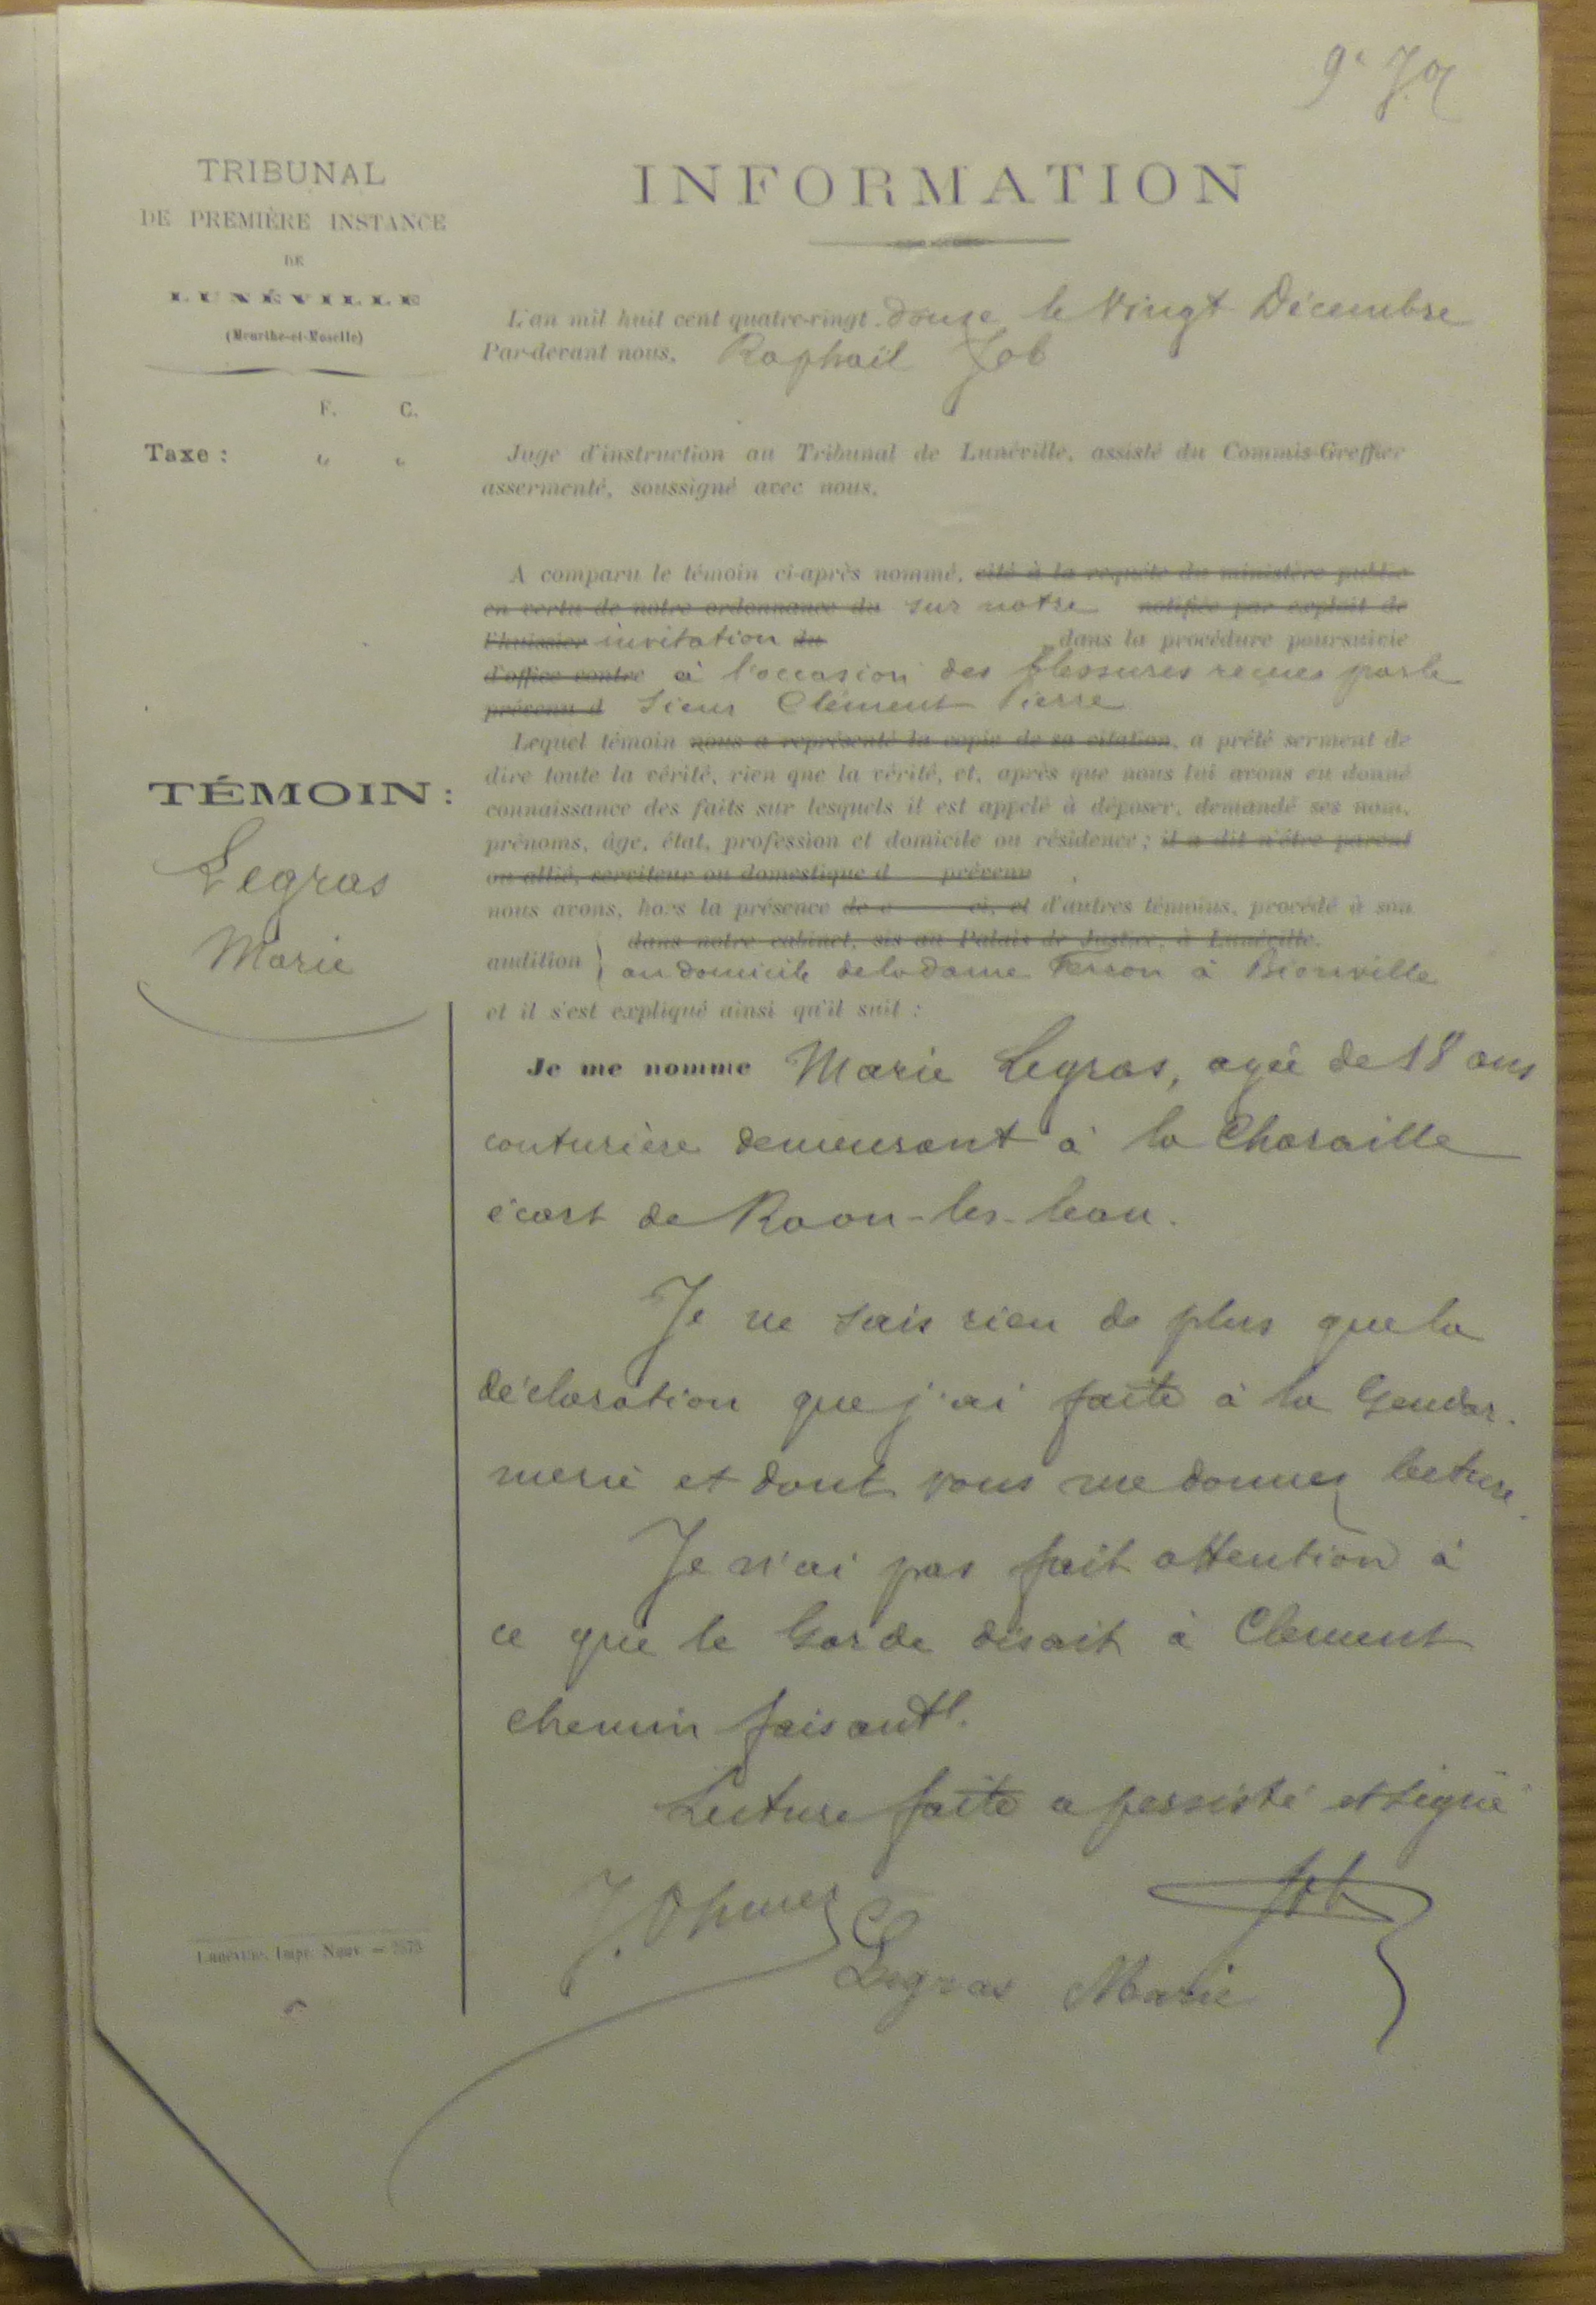 9e
TRIBUNAL
DE PREMIÈRE INSTANCE
DE
LUNÉVILLE
(Meurthe-et-Moselle)
F. C.
Taxe : " "
INFORMATION
L'an mil huit cent quatre-vingt douze le Vingt Décembre
Par-devant nous, Raphaël Job
Juge d'instruction au Tribunal de Lunéville, assisté du Commis-Greffier
assermenté, soussigné avec nous,
A comparu le témoin ci-après nommé, cité à la requête du ministère public
en vertu de notre ordonnance du sur notre notifiée par exploit de
l'huissier invitation du dans la procédure poursuivie
d'office contre à l'occasion des blessures reçues par le
prévenu d Sieur Clément Pierre
Lequel témoin nous a représenté la copie de sa citation, a prêté serment de
dire toute la vérité, rien que la vérité, et, après que nous lui avons eu donné
connaissance des faits sur lesquels il est appelé à déposer, demandé ses nom,
prénoms, âge, état, profession et domicile ou résidence ; il a dit n'être parent
ou allié, serviteur ou domestique d prévenu
nous avons, hors la présence de c ci, et d'autres témoins, procédé à son
dans notre cabinet, sis au Palais de Justice, à Lunéville.
audition } au domicile de la dame Ferson à Bionville
et il s'est expliqué ainsi qu'il suit :
TÉMOIN :
Legras
Marie
Je me nomme Marie Legras, agée de 18 ans
couturière demeurant à la Charaille
écart de Raon-les-leau.
Je ne sais rien de plus que la
déclaration que j'ai faite à la Gendar-
merie et dont vous me donnez lecture.
Je n'ai pas fait attention à
ce que le Garde disait à Clement
chemin faisant.
Lecture faite a persisté et signé
Job
Legras Marie
Lunéville, Impr. Nouv. — 2575